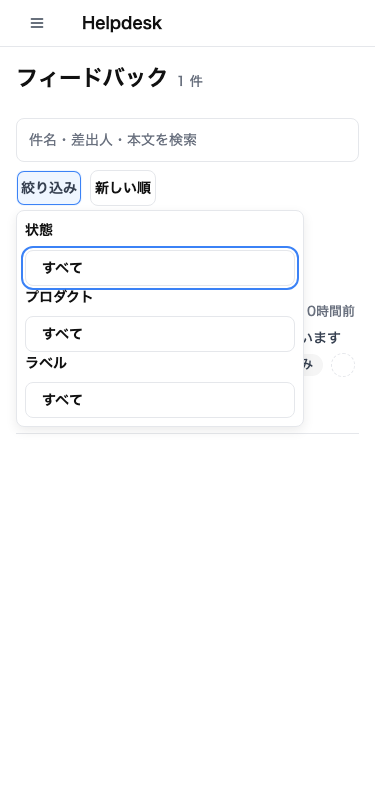 Helpdesk
フィードバック 1 件
件名・差出人・本文を検索
絞り込み 新しい順
状態
すべて
プロダクト
すべて
ラベル
すべて
0時間前
います
み